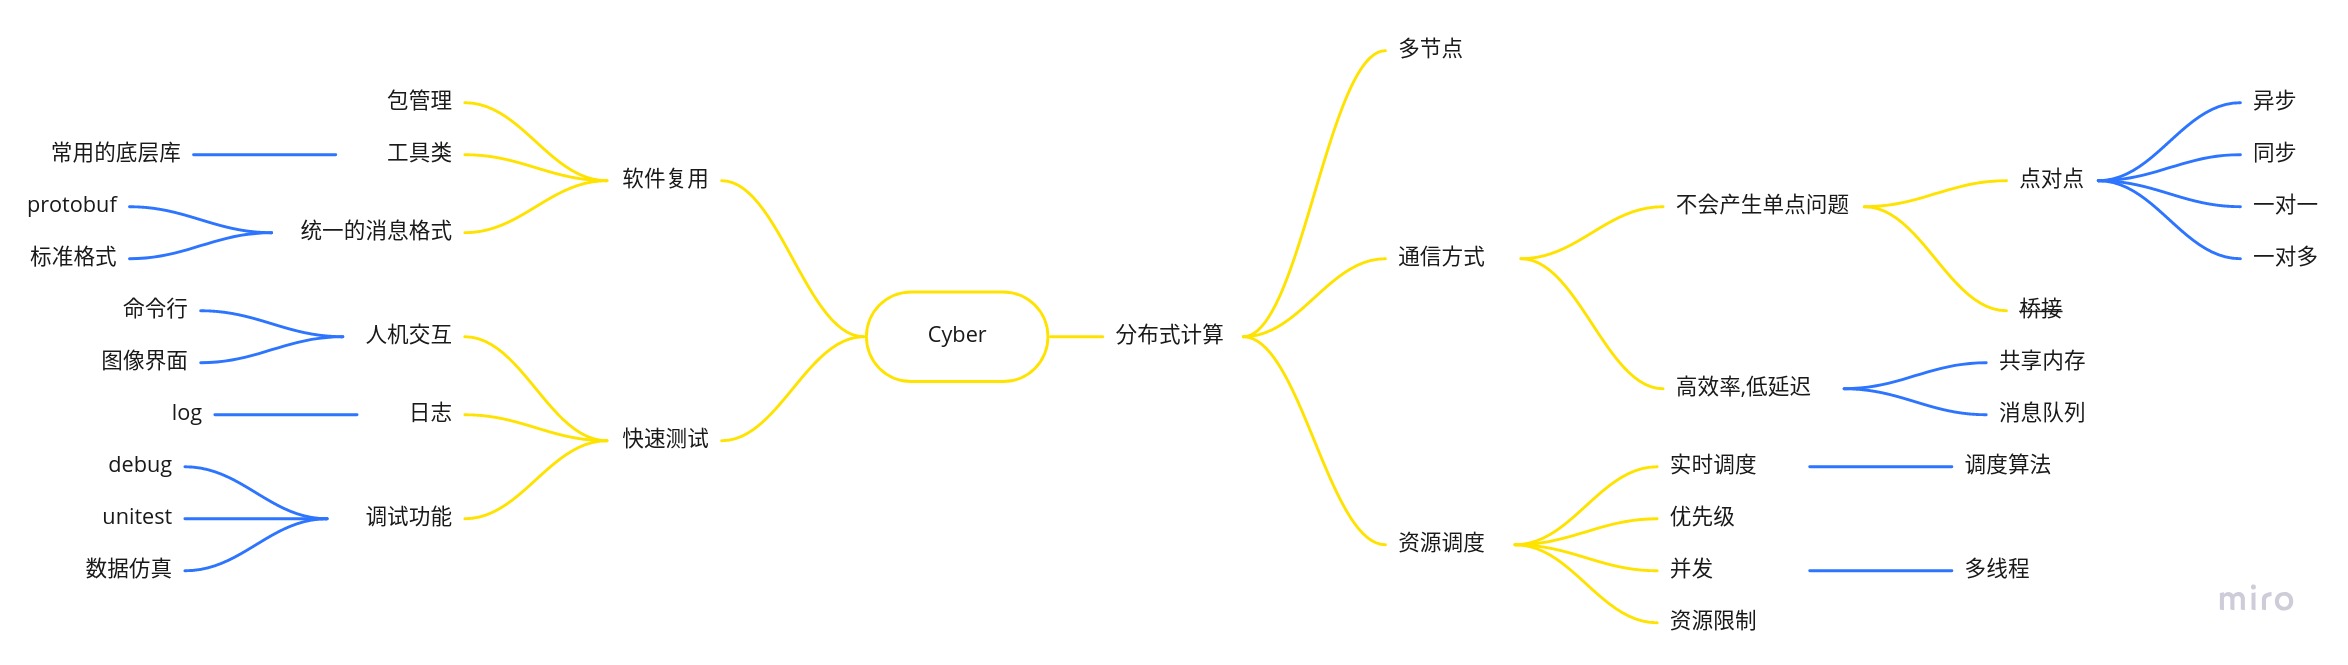 Cyber
软件复用
包管理
工具类
常用的底层库
统一的消息格式
protobuf
标准格式
快速测试
人机交互
命令行
图像界面
日志
log
调试功能
debug
unitest
数据仿真
分布式计算
多节点
通信方式
不会产生单点问题
点对点
异步
同步
一对一
一对多
桥接
高效率,低延迟
共享内存
消息队列
资源调度
实时调度
调度算法
优先级
并发
多线程
资源限制
miro